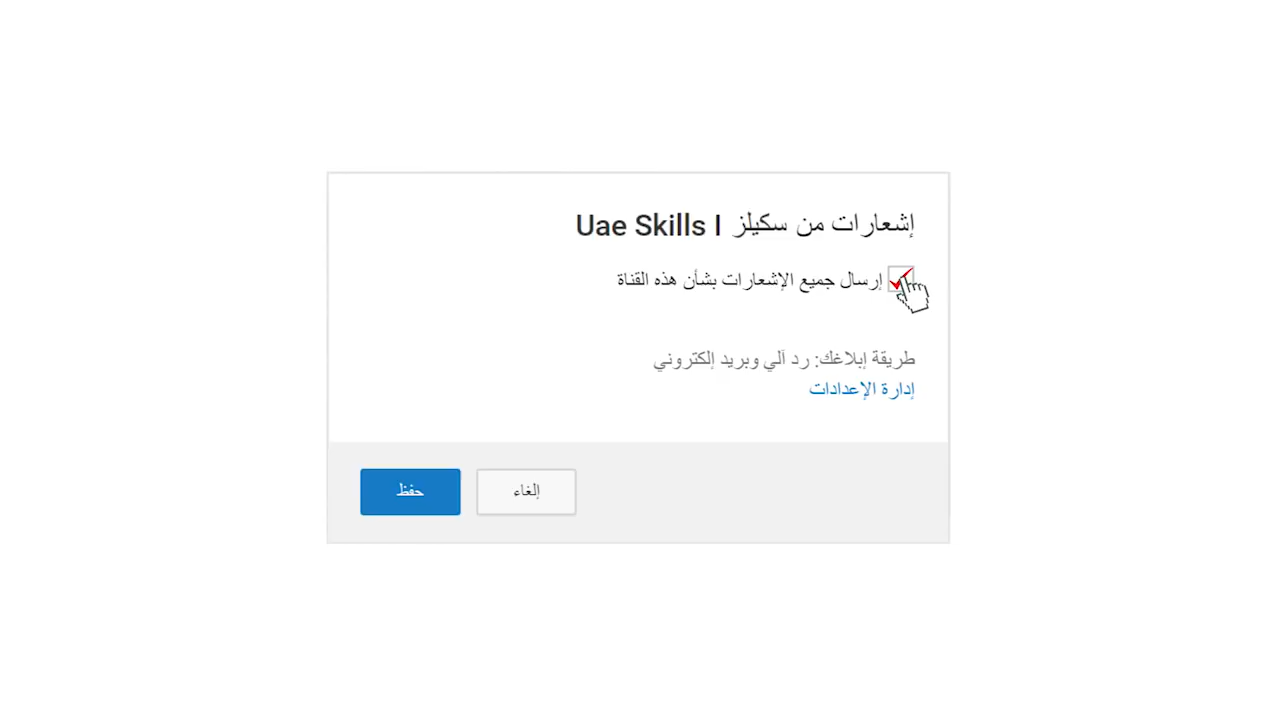 إشعارات من سكيلز Uae Skills I
إرسال جميع الإشعارات بشأن هذه القناة
طريقة إبلاغك: رد آلي وبريد إلكتروني
إدارة الإعدادات
إلغاء
حفظ